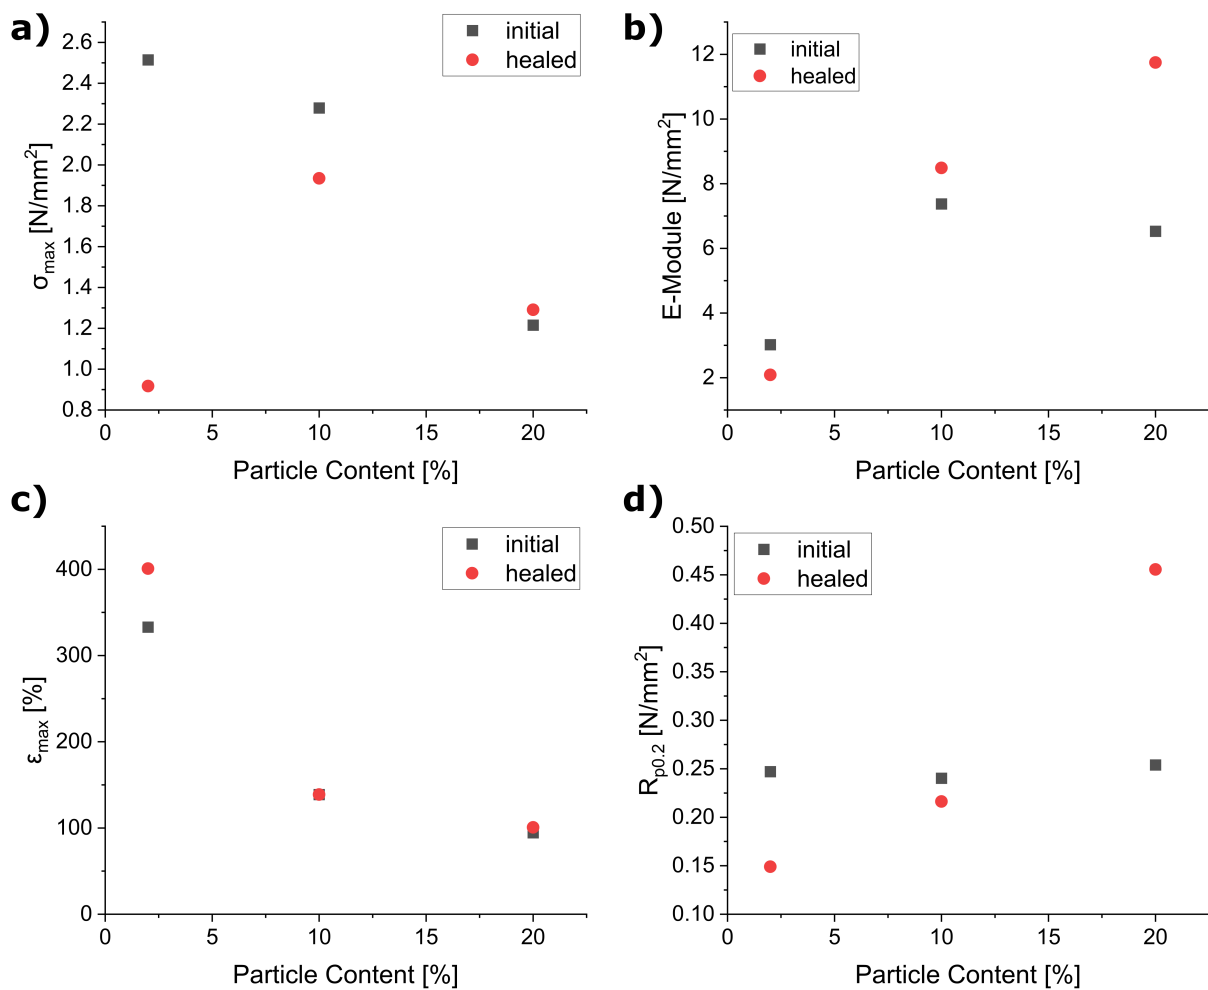 a)
initial
healed
2.6
2.4
2.2
2.0
1.8
1.6
1.4
1.2
1.0
0.8
σmax [N/mm²]
0 5 10 15 20
Particle Content [%]
b)
initial
healed
12
10
8
6
4
2
E-Module [N/mm²]
0 5 10 15 20
Particle Content [%]
c)
initial
healed
400
300
200
100
0
εmax [%]
0 5 10 15 20
Particle Content [%]
d)
initial
healed
0.50
0.45
0.40
0.35
0.30
0.25
0.20
0.15
0.10
Rp0.2 [N/mm²]
0 5 10 15 20
Particle Content [%]